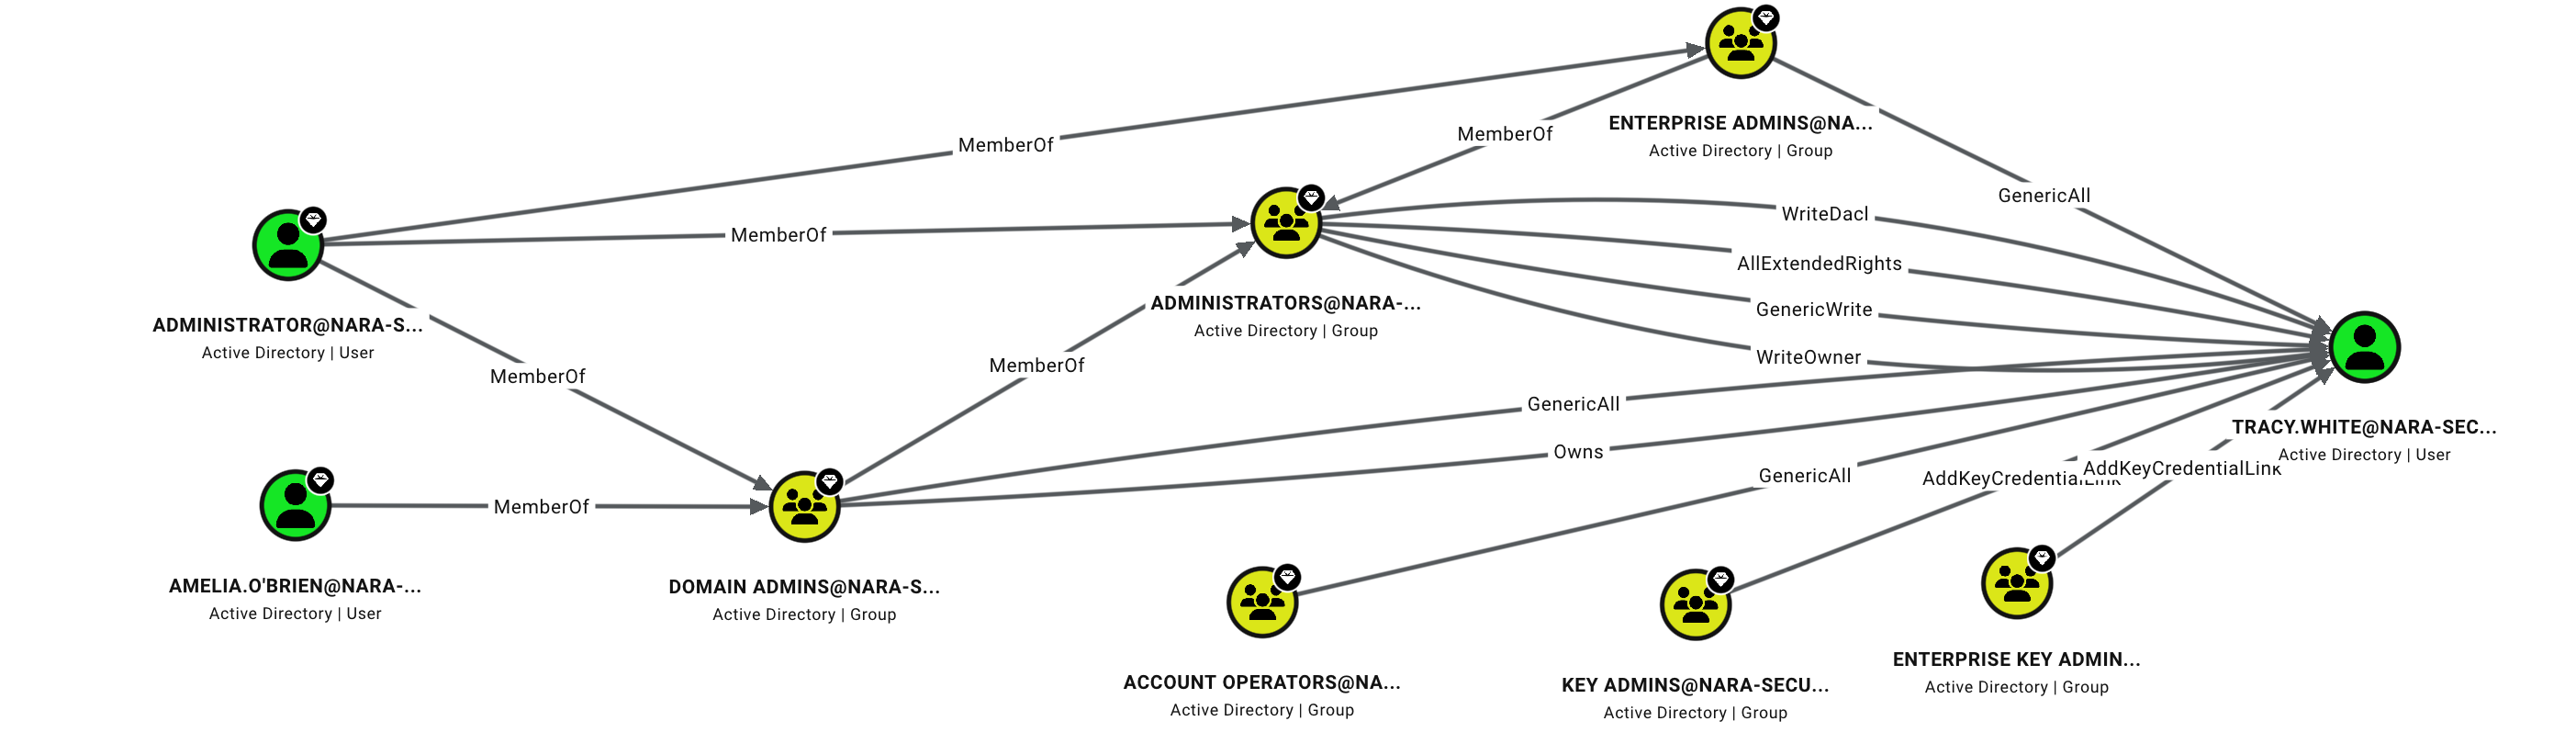 ENTERPRISE ADMINS@NA...
Active Directory | Group
MemberOf
MemberOf
GenericAll
MemberOf
WriteDacl
AllExtendedRights
GenericWrite
WriteOwner
ADMINISTRATORS@NARA-...
Active Directory | Group
ADMINISTRATOR@NARA-S...
Active Directory | User
MemberOf
MemberOf
GenericAll
Owns
TRACY.WHITE@NARA-SEC...
Active Directory | User
GenericAll
AddKeyCredentialLink
AddKeyCredentialLink
MemberOf
AMELIA.O'BRIEN@NARA-...
Active Directory | User
DOMAIN ADMINS@NARA-S...
Active Directory | Group
ACCOUNT OPERATORS@NA...
Active Directory | Group
KEY ADMINS@NARA-SECU...
Active Directory | Group
ENTERPRISE KEY ADMIN...
Active Directory | Group